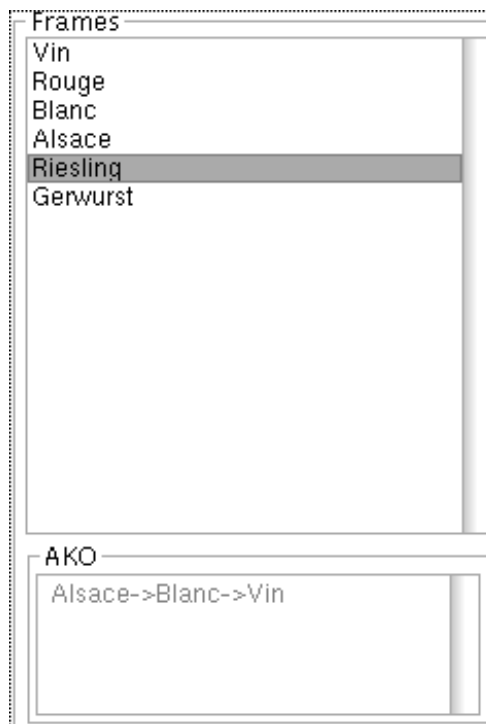 Frames
Vin
Rouge
Blanc
Alsace
Riesling
Gerwurst
AKO
Alsace->Blanc->Vin